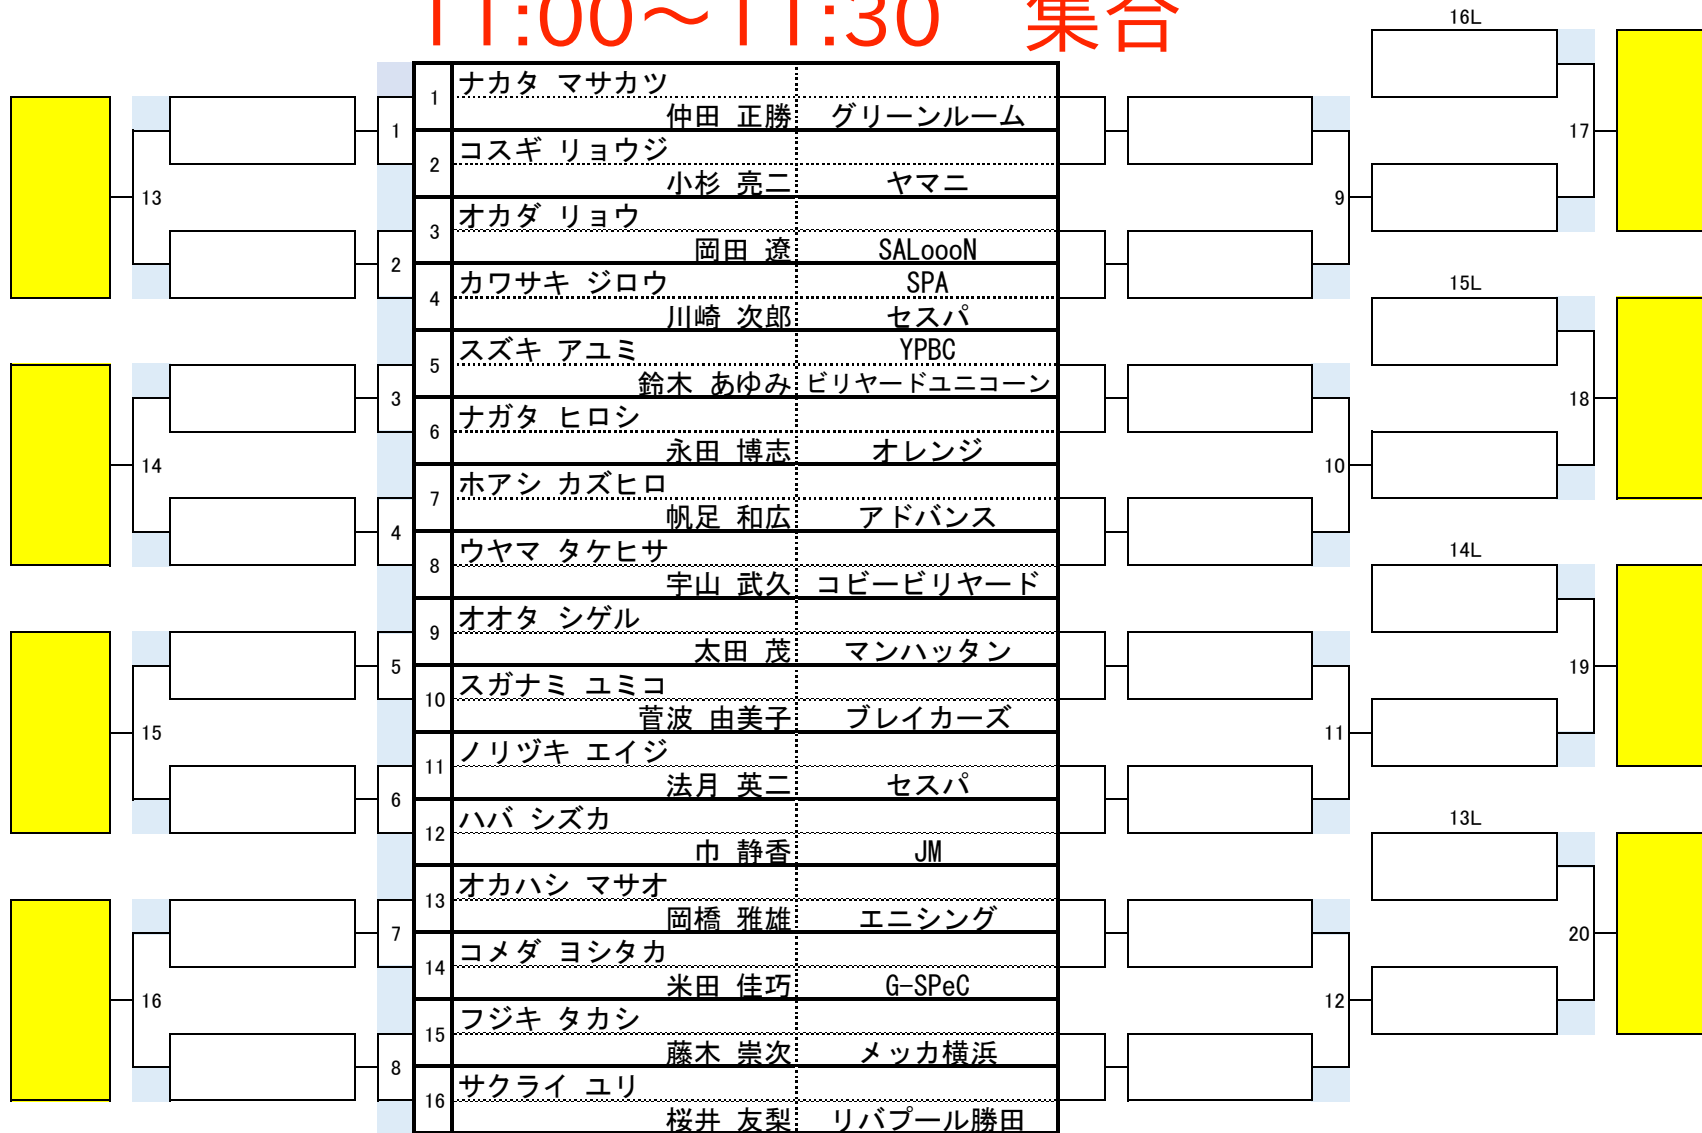 11:00～11:30　集合
16L
1 ナカタ マサカツ
仲田 正勝 グリーンルーム
1
17
2 コスギ リョウジ
小杉 亮二 ヤマニ
13
9
3 オカダ リョウ
岡田 遼 SALoooN
2
4 カワサキ ジロウ SPA
川崎 次郎 セスパ
15L
5 スズキ アユミ YPBC
鈴木 あゆみ ビリヤードユニコーン
3
18
6 ナガタ ヒロシ
永田 博志 オレンジ
14
10
7 ホアシ カズヒロ
帆足 和広 アドバンス
4
8 ウヤマ タケヒサ
宇山 武久 コビービリヤード
14L
9 オオタ シゲル
太田 茂 マンハッタン
5
19
10 スガナミ ユミコ
菅波 由美子 ブレイカーズ
15
11
11 ノリヅキ エイジ
法月 英二 セスパ
6
12 ハバ シズカ
巾 静香 JM
13L
13 オカハシ マサオ
岡橋 雅雄 エニシング
7
20
14 コメダ ヨシタカ
米田 佳巧 G-SPeC
16
12
15 フジキ タカシ
藤木 崇次 メッカ横浜
8
16 サクライ ユリ
桜井 友梨 リバプール勝田